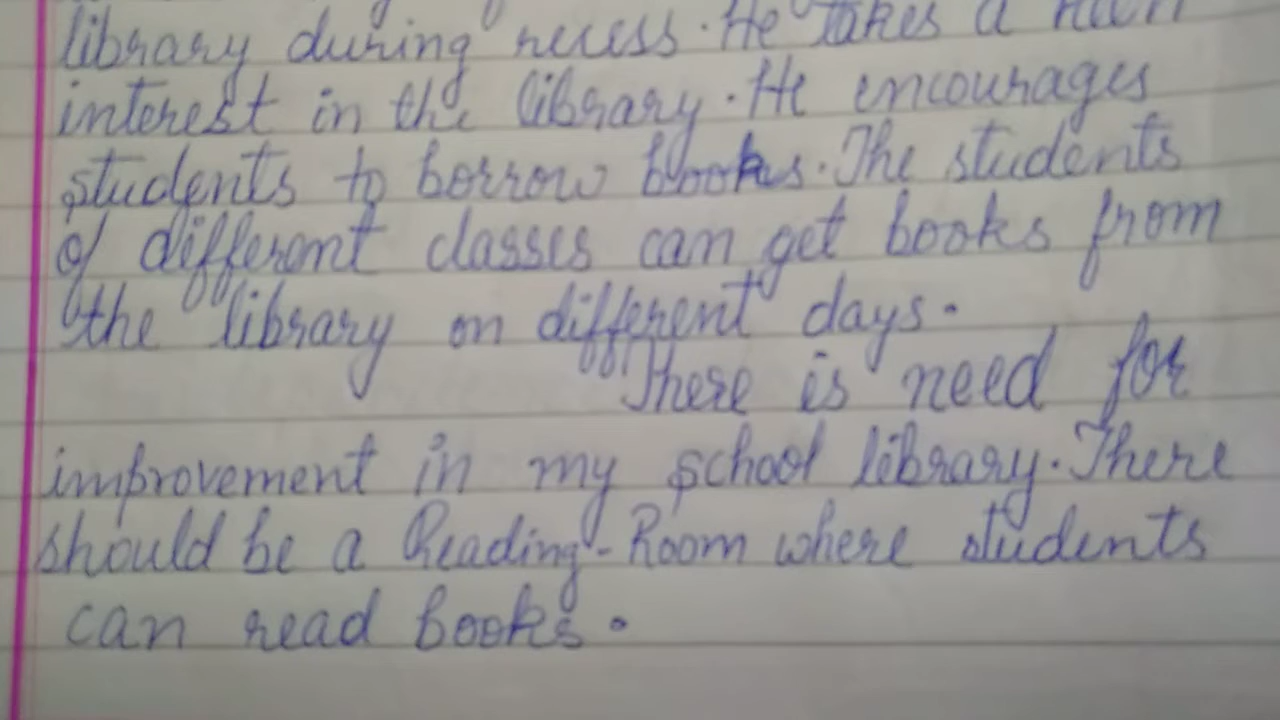 library during recess. He takes a keen
interest in the library. He encourages
students to borrow books. The students
of different classes can get books from
the library on different days.
There is need for
improvement in my school library. There
should be a Reading-Room where students
can read books.